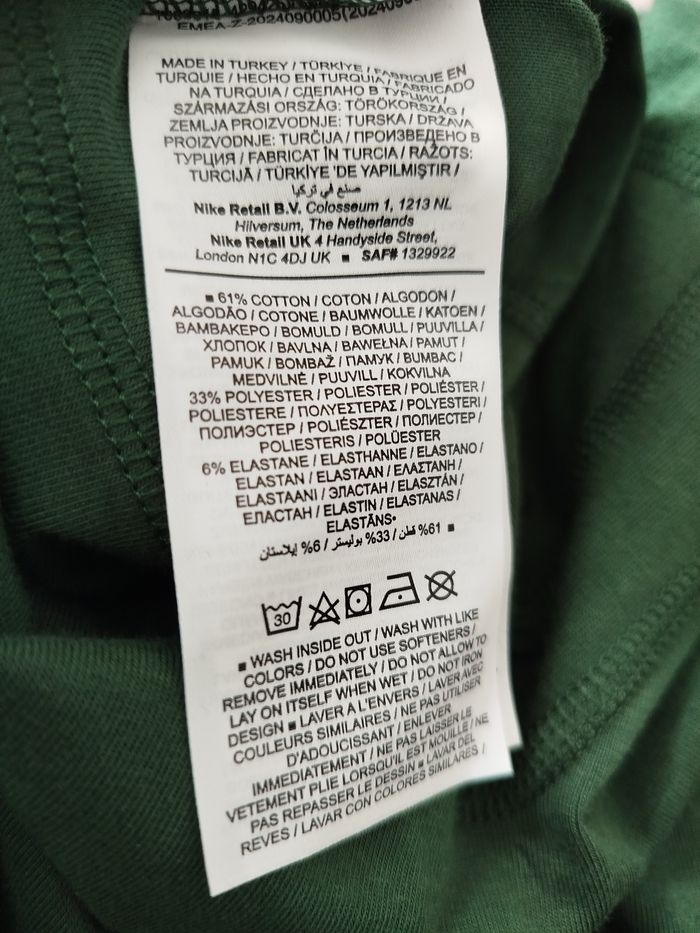 EMEA-Z-2024090005(2024090
MADE IN TURKEY / TÜRKİYE / FABRIQUE EN
TURQUIE / HECHO EN TURQUÍA / FABRICADO
NA TURQUIA / СДЕЛАНО В ТУРЦИИ /
SZÁRMAZÁSI ORSZÁG: TÖRÖKORSZÁG /
ZEMLJA PROIZVODNJE: TURSKA / DRŽAVA
PROIZVODNJE: TURČIJA / ПРОИЗВЕДЕНО В
ТУРЦИЯ / FABRICAT ÎN TURCIA / RAŽOTS:
TURCIJĀ / TÜRKİYE 'DE YAPILMIŞTIR /
صنع في تركيا
Nike Retail B.V. Colosseum 1, 1213 NL
Hilversum, The Netherlands
Nike Retail UK 4 Handyside Street,
London N1C 4DJ UK ■ SAF# 1329922
■ 61% COTTON / COTON / ALGODON /
ALGODÃO / COTONE / BAUMWOLLE / KATOEN /
ΒΑΜΒΑΚΕΡΟ / BOMULD / BOMULL / PUUVILLA /
ХЛОПОК / BAVLNA / BAWEŁNA / PAMUT /
PAMUK / BOMBAŽ / ПАМУК / BUMBAC /
MEDVILNĖ / PUUVILL / KOKVILNA
33% POLYESTER / POLIESTER / POLIÉSTER /
POLIESTERE / ΠΟΛΥΕΣΤΕΡΑΣ / POLYESTERI /
ПОЛИЭСТЕР / POLIÉSZTER / ПОЛИЕСТЕР /
POLIESTERIS / POLÜESTER
6% ELASTANE / ELASTHANNE / ELASTANO /
ELASTAN / ELASTAAN / ΕΛΑΣΤΑΝΗ /
ELASTAANI / ЭЛАСТАН / ELASZTÁN /
ЕЛАСТАН / ELASTIN / ELASTANAS /
ELASTĀNS•
■ 61% قطن / 33% بوليستر / 6% إيلاستان
30
■ WASH INSIDE OUT / WASH WITH LIKE
COLORS / DO NOT USE SOFTENERS /
REMOVE IMMEDIATELY / DO NOT ALLOW TO
LAY ON ITSELF WHEN WET / DO NOT IRON
DESIGN ■ LAVER A L'ENVERS / LAVER AVEC
COULEURS SIMILAIRES / NE PAS UTILISER
D'ADOUCISSANT / ENLEVER
IMMEDIATEMENT / NE PAS LAISSER LE
VETEMENT PLIE LORSQU'IL EST MOUILLE / NE
PAS REPASSER LE DESSIN ■ LAVAR DEL
REVES / LAVAR CON COLORES SIMILARES /